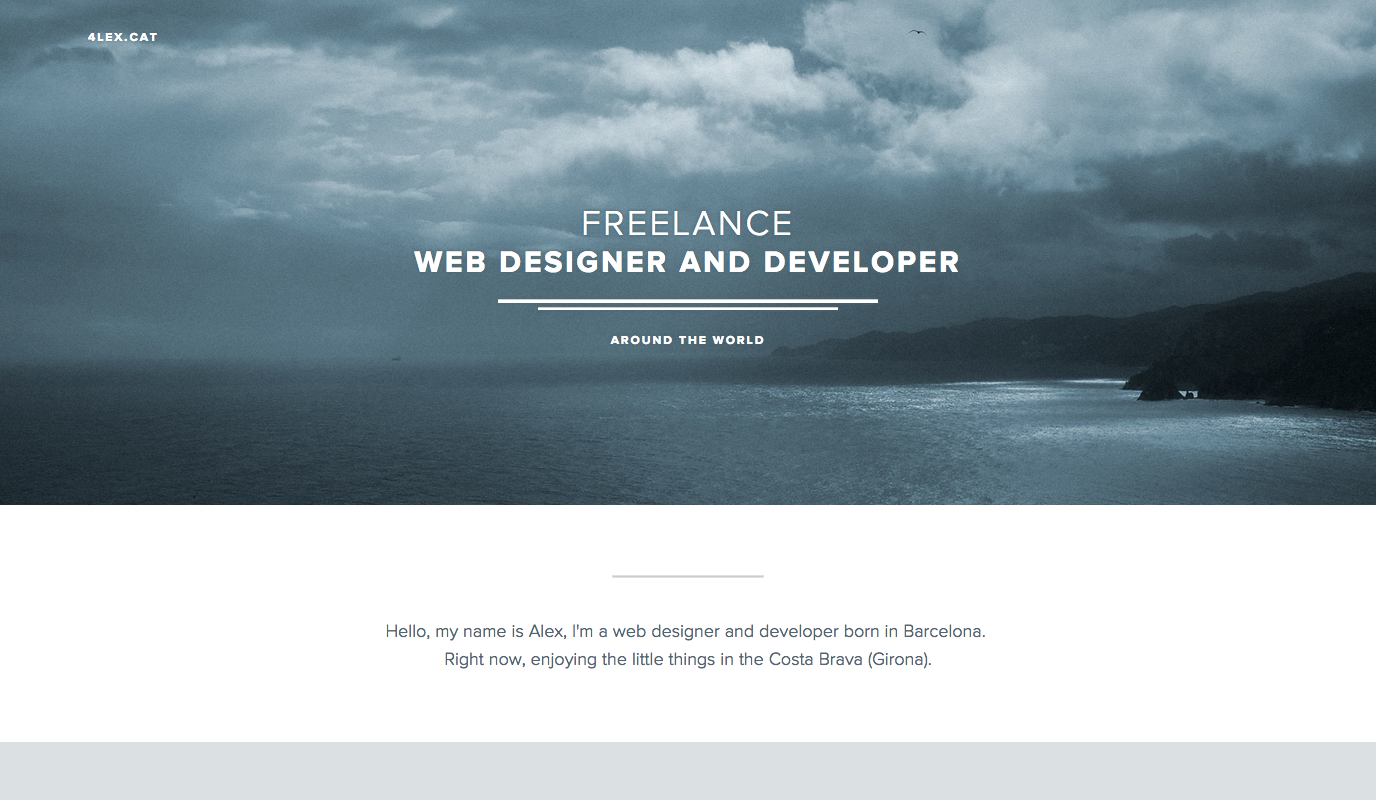 4LEX.CAT
FREELANCE
WEB DESIGNER AND DEVELOPER
AROUND THE WORLD
Hello, my name is Alex, I'm a web designer and developer born in Barcelona.
Right now, enjoying the little things in the Costa Brava (Girona).